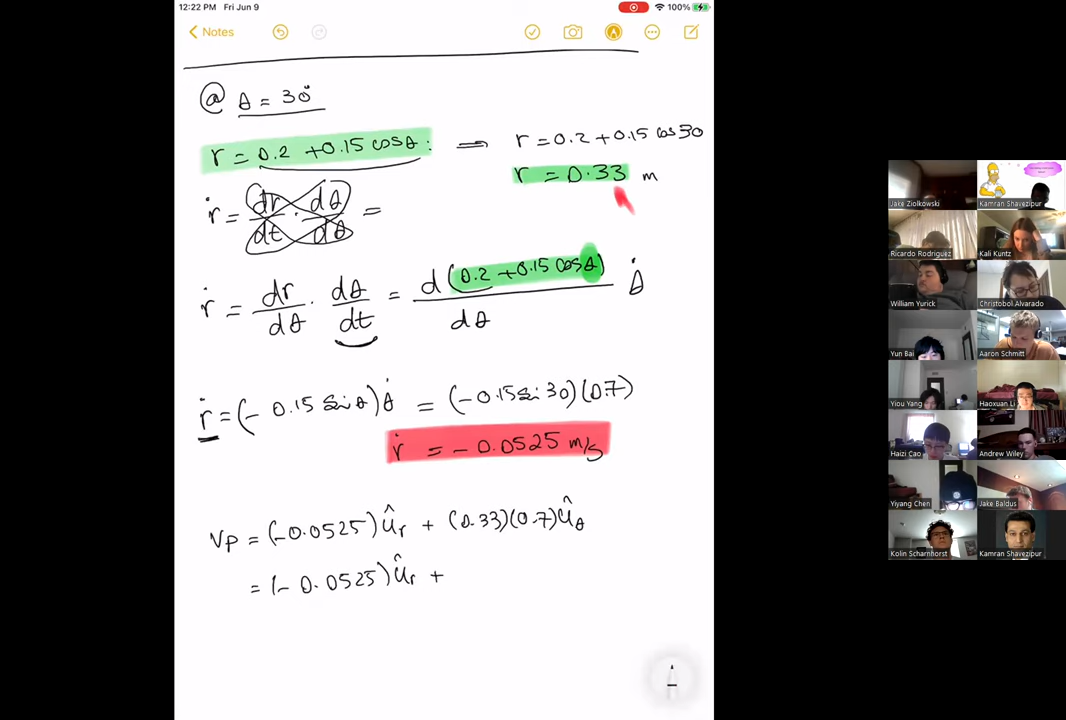 12:22 PM Fri Jun 9
100%
Notes
@ θ = 30°
r = 0.2 + 0.15 cosθ : ⟹ r = 0.2 + 0.15 cos 30
r = 0.33 m
ṙ = dr/dt · dθ/dθ =
ṙ = dr/dθ · dθ/dt = d(0.2 + 0.15 cosθ)/dθ θ̇
ṙ = (- 0.15 sinθ) θ̇ = (-0.15 sin 30)(0.7)
ṙ = - 0.0525 m/s
VP = (-0.0525) ûr + (0.33)(0.7) ûθ
= (- 0.0525) ûr +
Jake Ziolkowski
Kamran Shavezipur
Ricardo Rodriguez
Kali Kuntz
William Yurick
Christobol Alvarado
Yun Bai
Aaron Schmitt
Yiou Yang
Haoxuan Li
Haizi Cao
Andrew Wiley
Yiyang Chen
Jake Baldus
Kolin Scharnhorst
Kamran Shavezipur